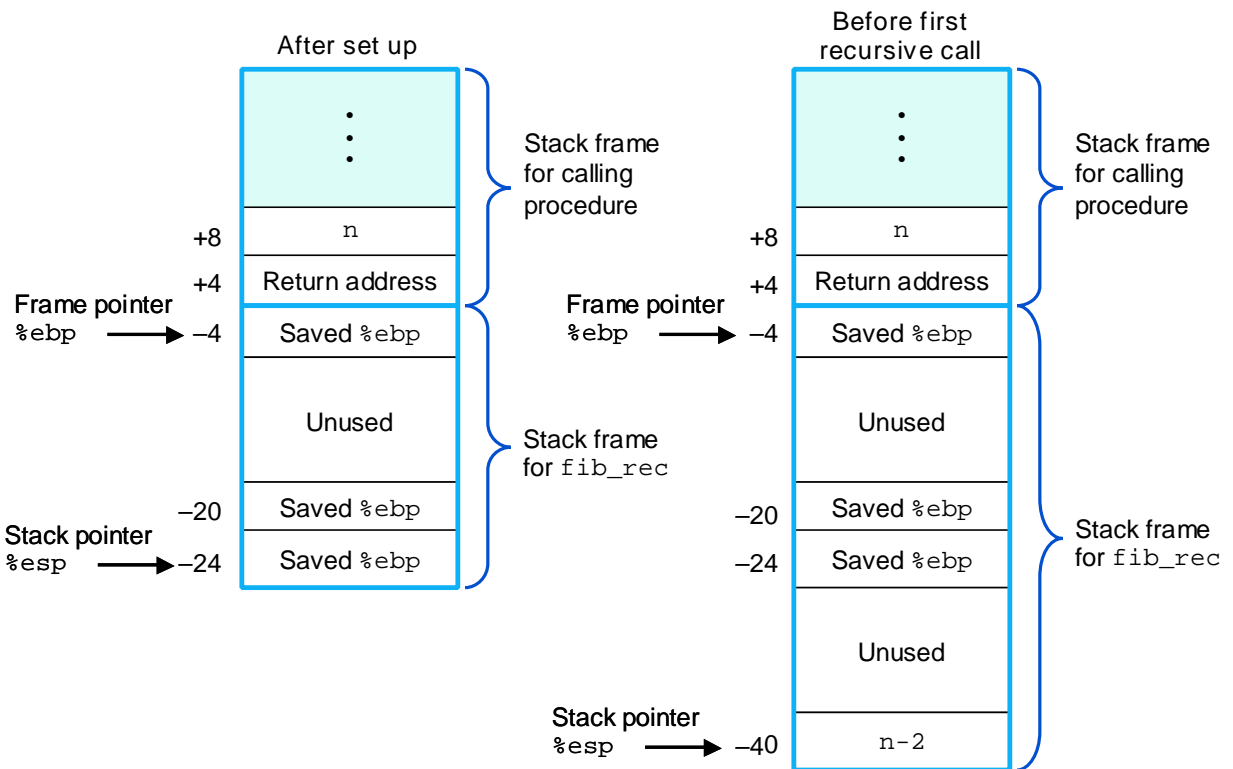 After set up
n
+8
Return address
+4
Frame pointer
%ebp
–4
Saved %ebp
Unused
–20
Saved %ebp
Stack pointer
%esp
–24
Saved %ebp
Stack frame
for calling
procedure
Stack frame
for fib_rec
Before first
recursive call
n
+8
Return address
+4
Frame pointer
%ebp
–4
Saved %ebp
Unused
–20
Saved %ebp
–24
Saved %ebp
Unused
Stack pointer
%esp
–40
n-2
Stack frame
for calling
procedure
Stack frame
for fib_rec